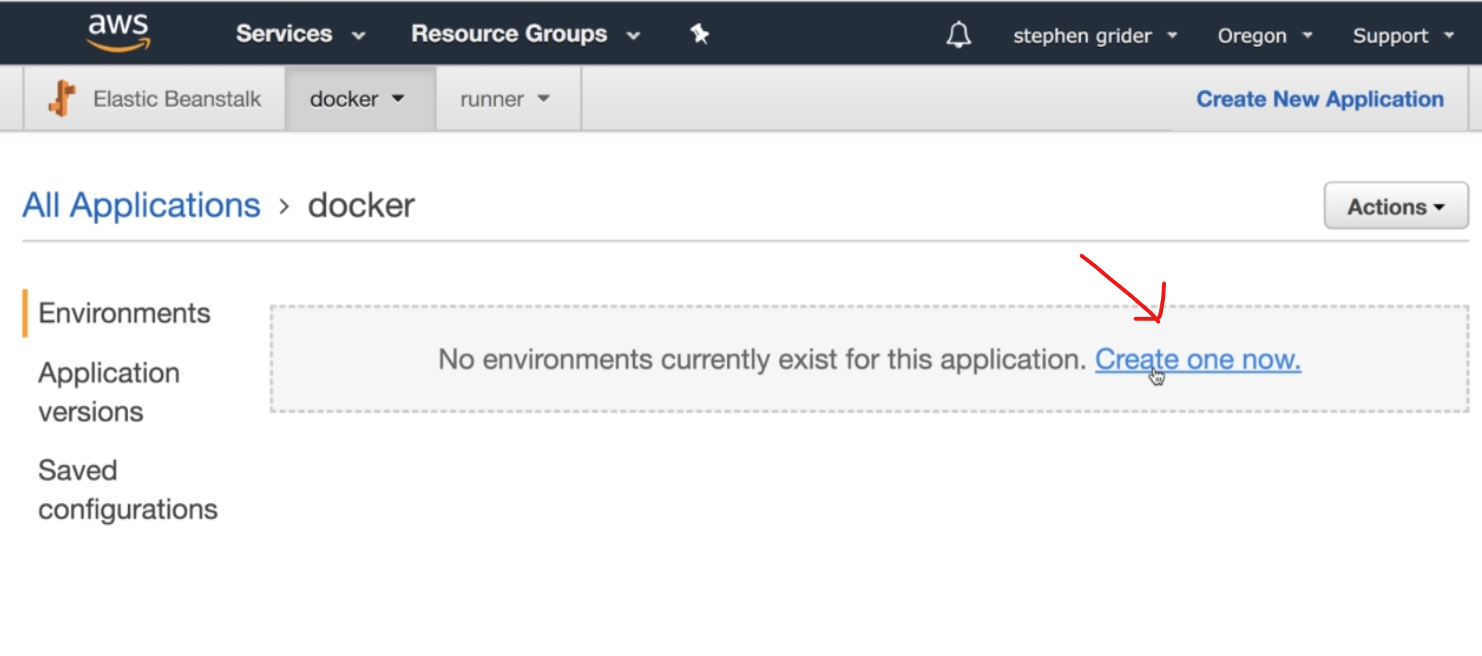 aws Services Resource Groups stephen grider Oregon Support
Elastic Beanstalk docker runner Create New Application
All Applications > docker Actions
Environments
No environments currently exist for this application. Create one now.
Application
versions
Saved
configurations